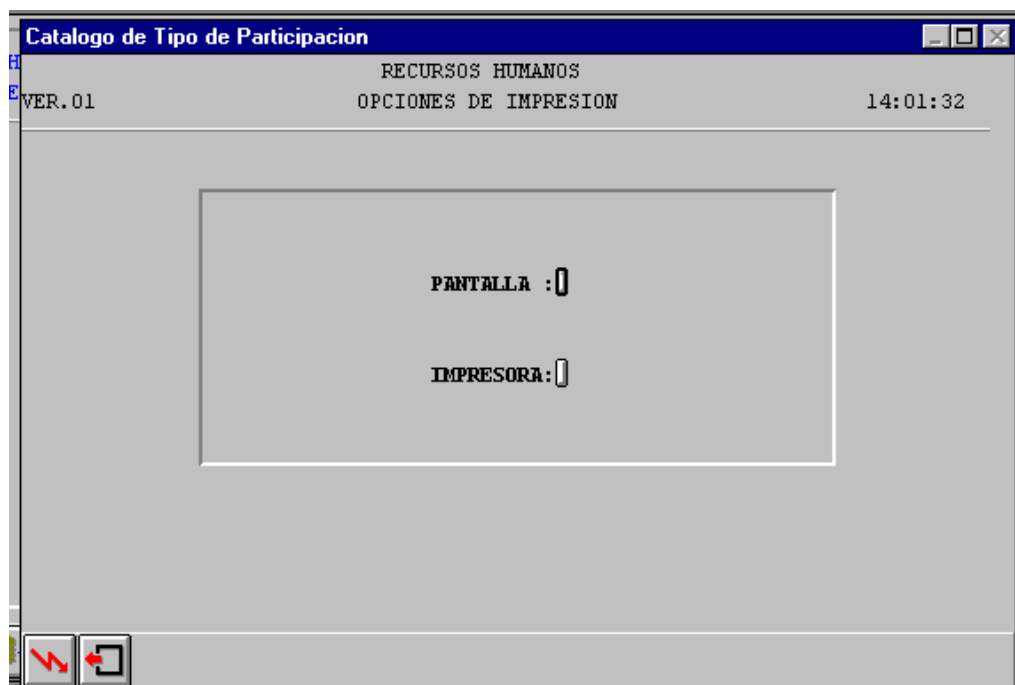 Catalogo de Tipo de Participacion
H
E
RECURSOS HUMANOS
VER.01 OPCIONES DE IMPRESION 14:01:32
PANTALLA :
IMPRESORA: